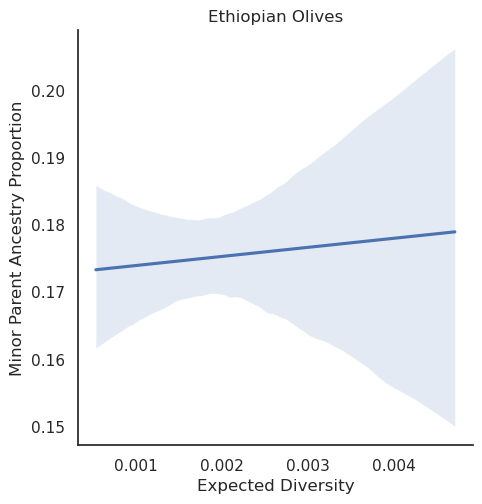 Ethiopian Olives
Minor Parent Ancestry Proportion
0.20
0.19
0.18
0.17
0.16
0.15
0.001 0.002 0.003 0.004
Expected Diversity